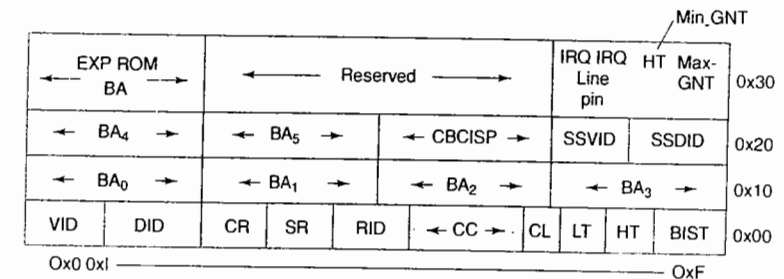 Min_GNT
EXP ROM
BA
Reserved
IRQ IRQ HT Max-
Line GNT
pin
0x30
BA4 BA5 CBCISP SSVID SSDID 0x20
BA0 BA1 BA2 BA3 0x10
VID DID CR SR RID CC CL LT HT BIST 0x00
Ox0 0xl OxF